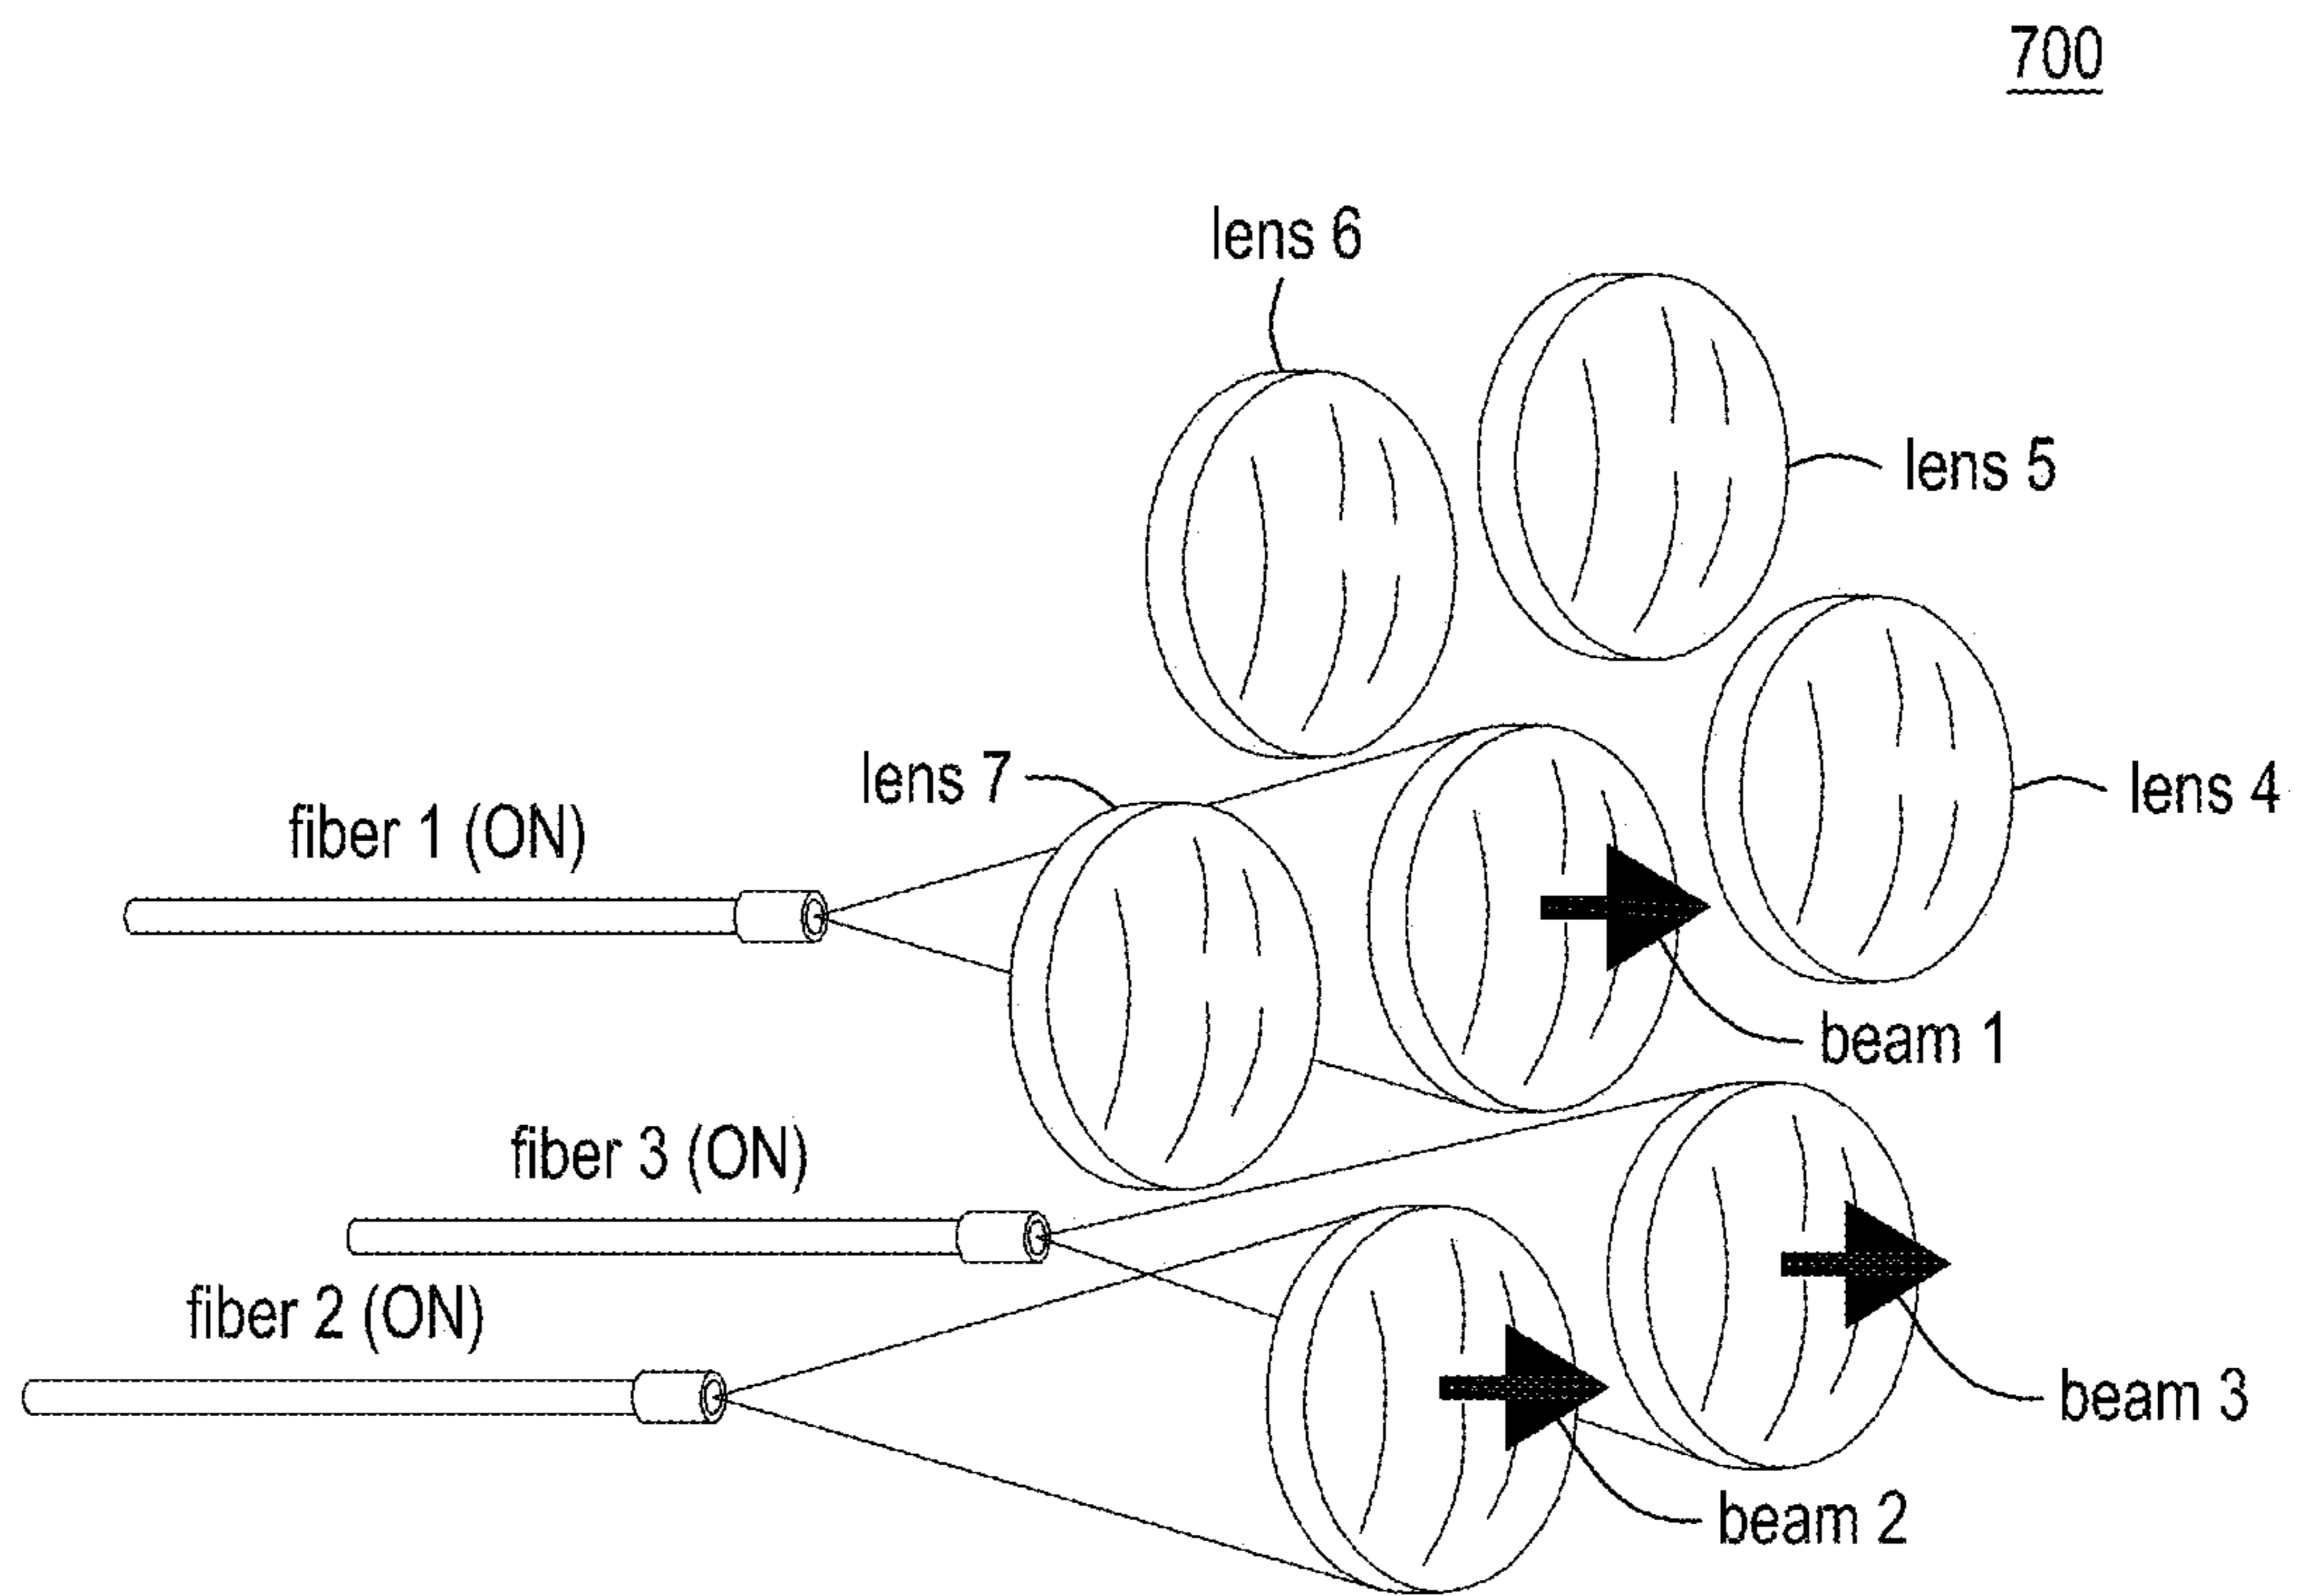 700
lens 6
lens 5
lens 7
lens 4
fiber 1 (ON)
beam 1
fiber 3 (ON)
fiber 2 (ON)
beam 3
beam 2